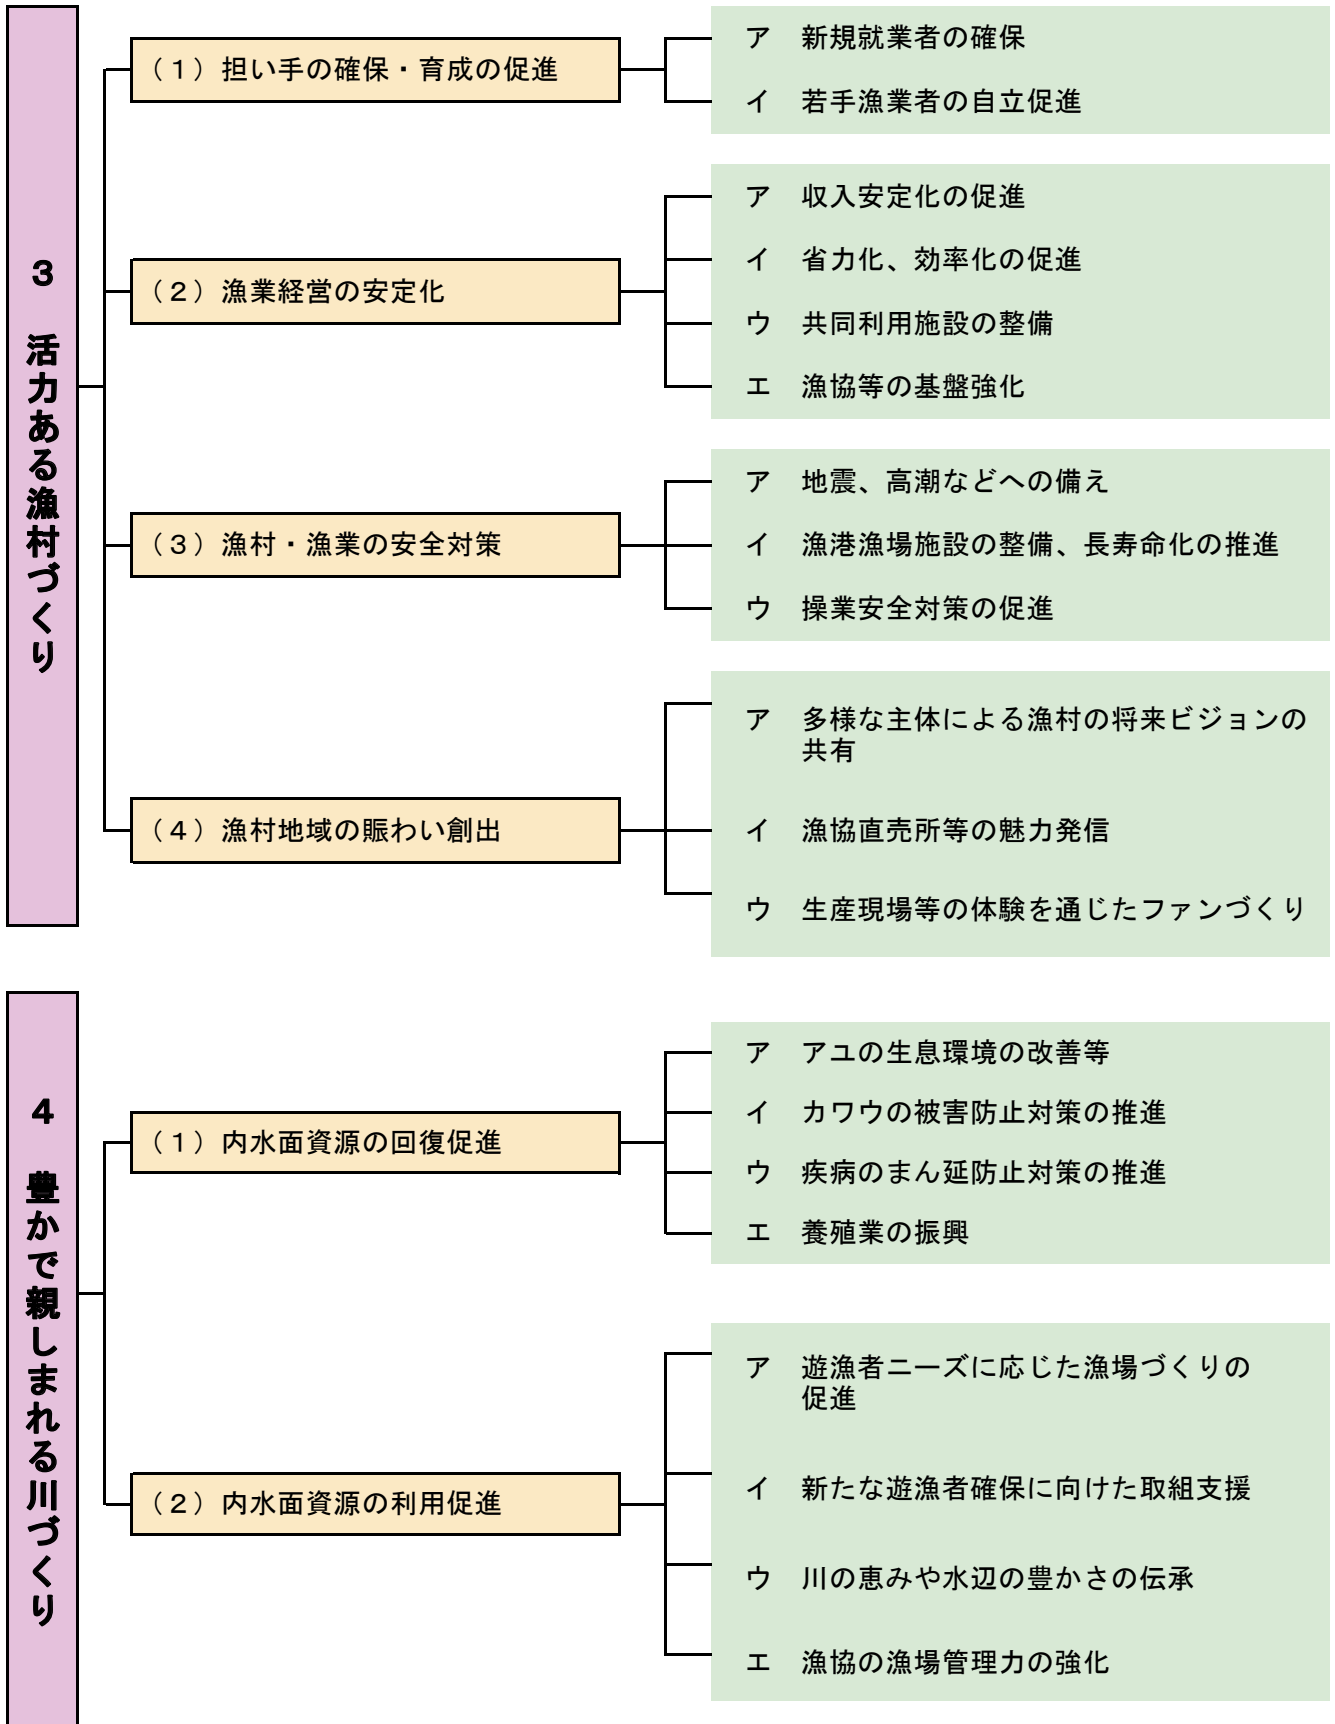 3 活力ある漁村づくり
（１）担い手の確保・育成の促進
ア 新規就業者の確保
イ 若手漁業者の自立促進
（２）漁業経営の安定化
ア 収入安定化の促進
イ 省力化、効率化の促進
ウ 共同利用施設の整備
エ 漁協等の基盤強化
（３）漁村・漁業の安全対策
ア 地震、高潮などへの備え
イ 漁港漁場施設の整備、長寿命化の推進
ウ 操業安全対策の促進
（４）漁村地域の賑わい創出
ア 多様な主体による漁村の将来ビジョンの
共有
イ 漁協直売所等の魅力発信
ウ 生産現場等の体験を通じたファンづくり
4 豊かで親しまれる川づくり
（１）内水面資源の回復促進
ア アユの生息環境の改善等
イ カワウの被害防止対策の推進
ウ 疾病のまん延防止対策の推進
エ 養殖業の振興
（２）内水面資源の利用促進
ア 遊漁者ニーズに応じた漁場づくりの
促進
イ 新たな遊漁者確保に向けた取組支援
ウ 川の恵みや水辺の豊かさの伝承
エ 漁協の漁場管理力の強化